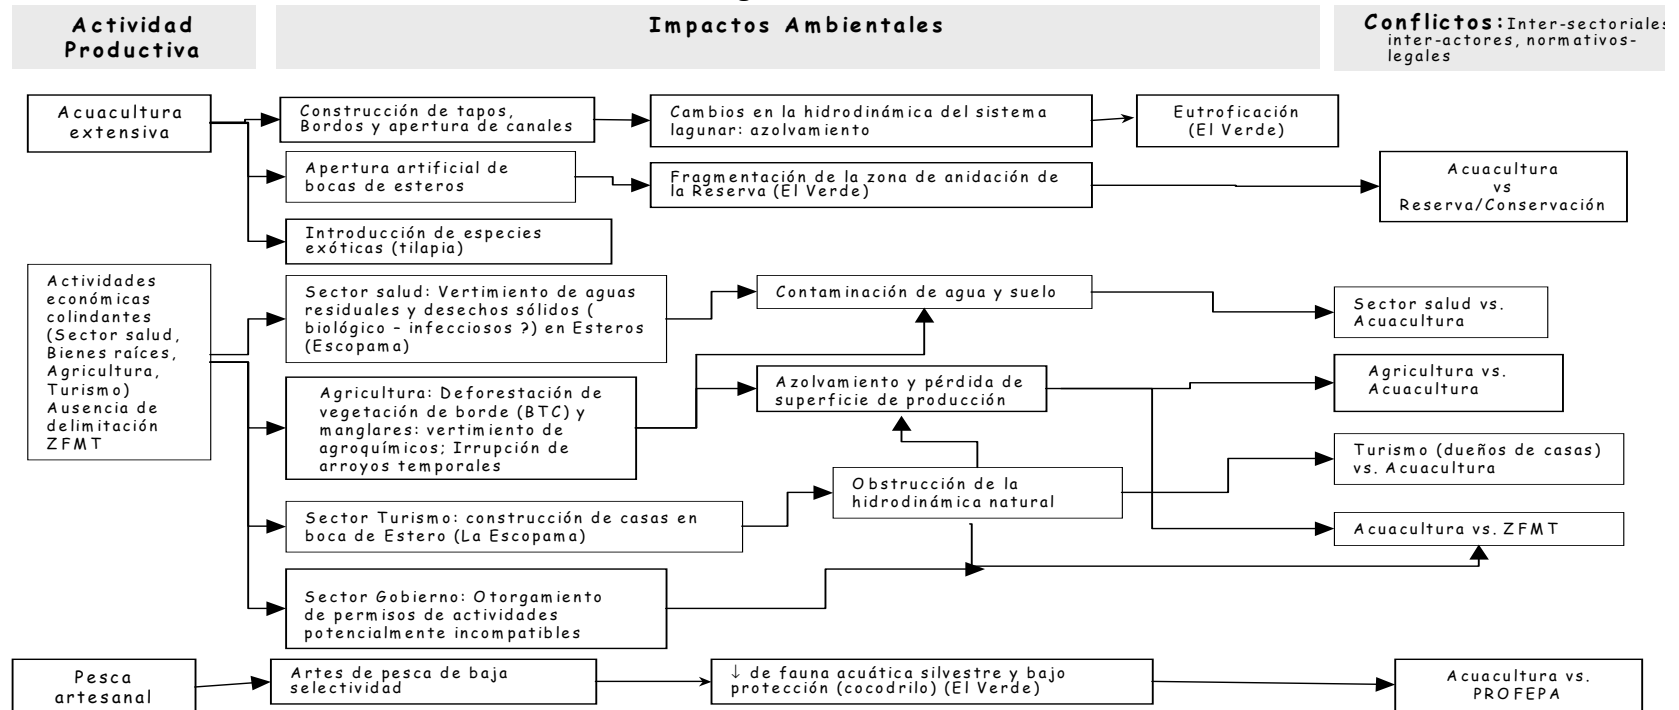 Actividad
Productiva
Impactos Ambientales
Conflictos: Inter-sectoriales
inter-actores, normativos-
legales
Acuacultura
extensiva
Construcción de tapos,
Bordos y apertura de canales
Cambios en la hidrodinámica del sistema
lagunar: azolvamiento
Eutroficación
(El Verde)
Apertura artificial de
bocas de esteros
Fragmentación de la zona de anidación de
la Reserva (El Verde)
Acuacultura
vs
Reserva/Conservación
Introducción de especies
exóticas (tilapia)
Actividades
económicas
colindantes
(Sector salud,
Bienes raíces,
Agricultura,
Turismo)
Ausencia de
delimitación
ZFMT
Sector salud: Vertimiento de aguas
residuales y desechos sólidos (
biológico - infecciosos ?) en Esteros
(Escopama)
Contaminación de agua y suelo
Sector salud vs.
Acuacultura
Agricultura: Deforestación de
vegetación de borde (BTC) y
manglares: vertimiento de
agroquímicos; Irrupción de
arroyos temporales
Azolvamiento y pérdida de
superficie de producción
Agricultura vs.
Acuacultura
Turismo (dueños de casas)
vs. Acuacultura
Obstrucción de la
hidrodinámica natural
Sector Turismo: construcción de casas en
boca de Estero (La Escopama)
Acuacultura vs. ZFMT
Sector Gobierno: Otorgamiento
de permisos de actividades
potencialmente incompatibles
Pesca
artesanal
Artes de pesca de baja
selectividad
↓ de fauna acuática silvestre y bajo
protección (cocodrilo) (El Verde)
Acuacultura vs.
PROFEPA